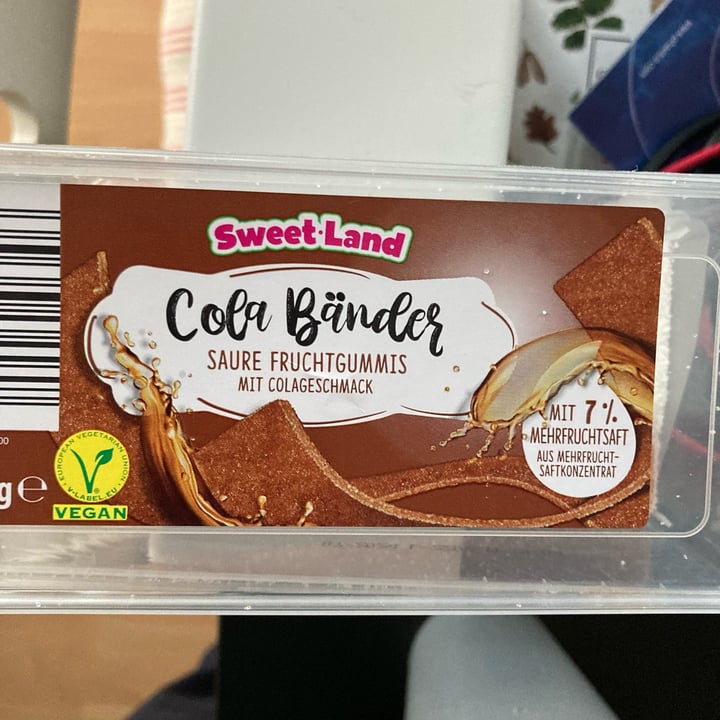 Sweet·Land
Cola Bänder
SAURE FRUCHTGUMMIS
MIT COLAGESCHMACK
MIT 7 %
MEHRFRUCHTSAFT
AUS MEHRFRUCHT-
SAFTKONZENTRAT
00
g e
EUROPEAN VEGETARIAN UNION
V-LABEL.EU
VEGAN